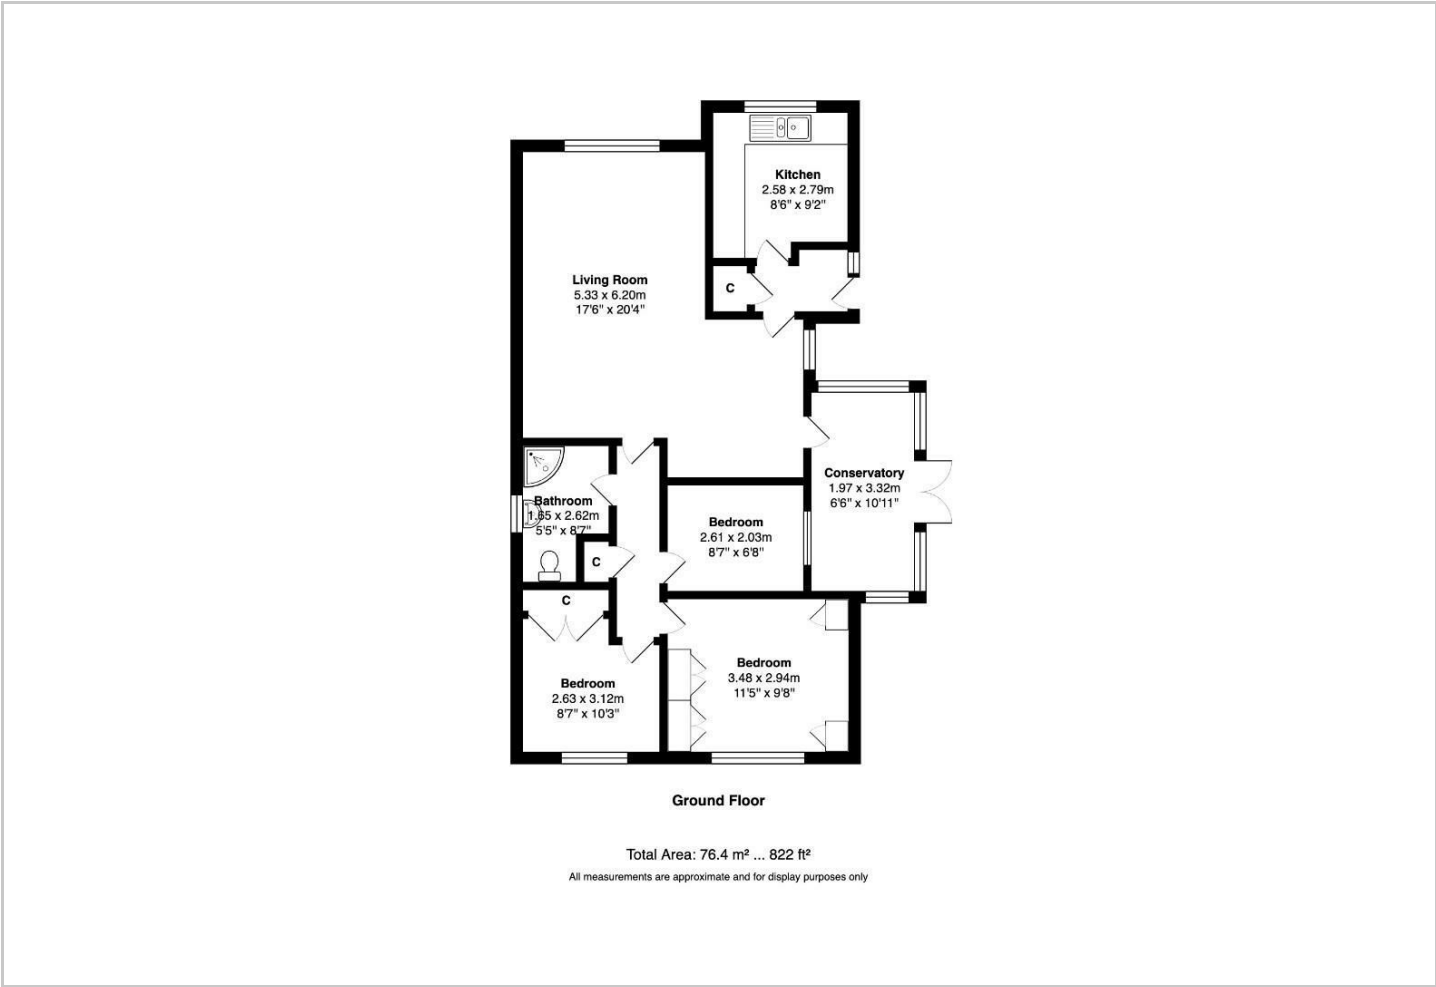 Kitchen
2.58 x 2.79m
8'6" x 9'2"
Living Room
5.33 x 6.20m
17'6" x 20'4"
C
Conservatory
1.97 x 3.32m
6'6" x 10'11"
Bathroom
1.65 x 2.62m
5'5" x 8'7"
Bedroom
2.61 x 2.03m
8'7" x 6'8"
C
C
Bedroom
2.63 x 3.12m
8'7" x 10'3"
Bedroom
3.48 x 2.94m
11'5" x 9'8"
Ground Floor
Total Area: 76.4 m² ... 822 ft²
All measurements are approximate and for display purposes only